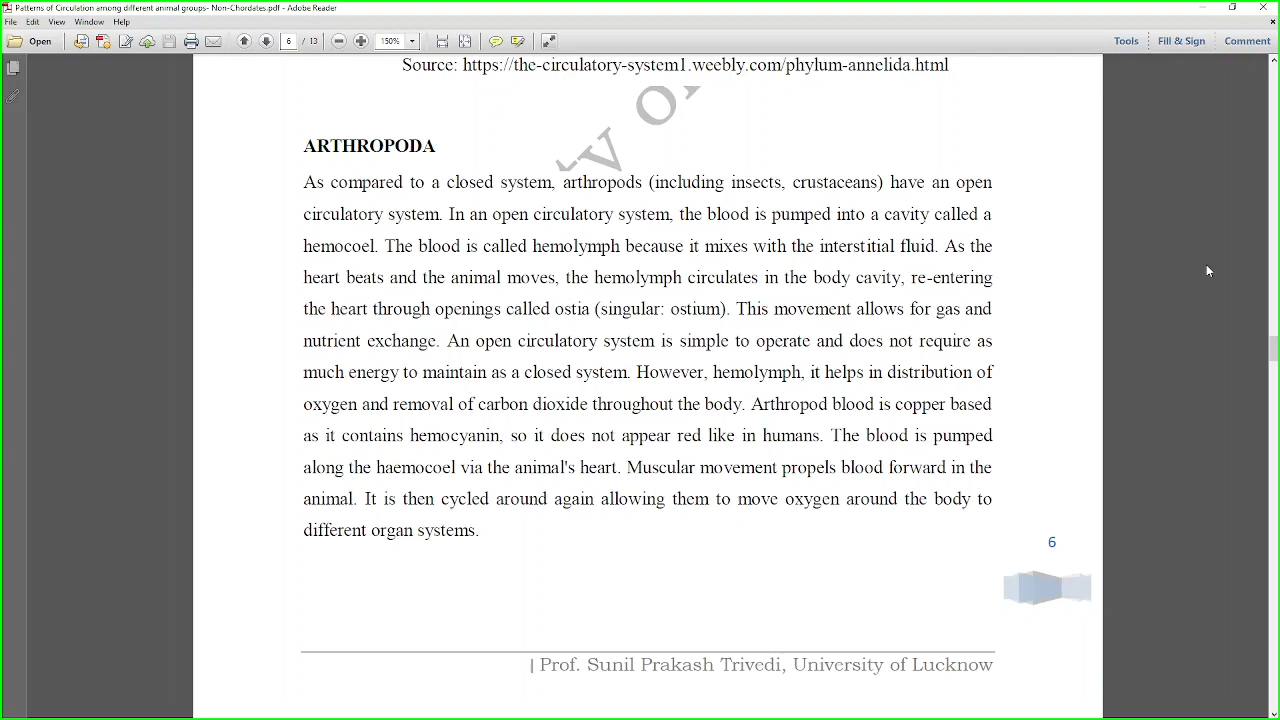 Patterns of Circulation among different animal groups- Non-Chordates.pdf - Adobe Reader
File Edit View Window Help
Open 6 / 13 150% Tools Fill & Sign Comment
Source: https://the-circulatory-system1.weebly.com/phylum-annelida.html
ARTHROPODA
As compared to a closed system, arthropods (including insects, crustaceans) have an open
circulatory system. In an open circulatory system, the blood is pumped into a cavity called a
hemocoel. The blood is called hemolymph because it mixes with the interstitial fluid. As the
heart beats and the animal moves, the hemolymph circulates in the body cavity, re-entering
the heart through openings called ostia (singular: ostium). This movement allows for gas and
nutrient exchange. An open circulatory system is simple to operate and does not require as
much energy to maintain as a closed system. However, hemolymph, it helps in distribution of
oxygen and removal of carbon dioxide throughout the body. Arthropod blood is copper based
as it contains hemocyanin, so it does not appear red like in humans. The blood is pumped
along the haemocoel via the animal's heart. Muscular movement propels blood forward in the
animal. It is then cycled around again allowing them to move oxygen around the body to
different organ systems.
6
| Prof. Sunil Prakash Trivedi, University of Lucknow